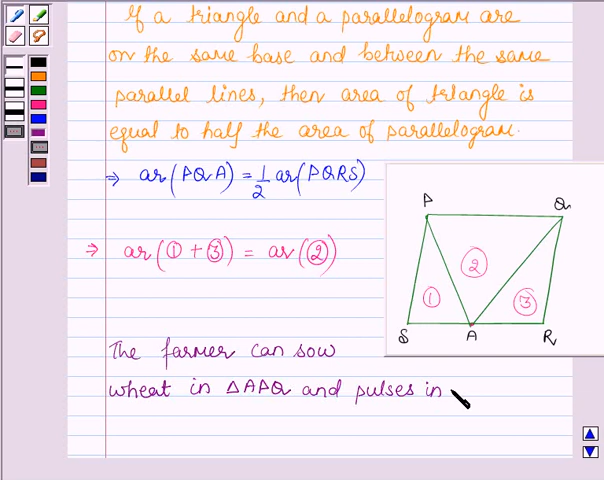 If a triangle and a parallelogram are
on the same base and between the same
parallel lines, then area of triangle is
equal to half the area of parallelogram.
⇒ ar(PQA) = 1/2 ar(PQRS)
⇒ ar(① + ③) = ar(②)
P Q
②
① ③
S A R
The farmer can sow
wheat in △APQ and pulses in